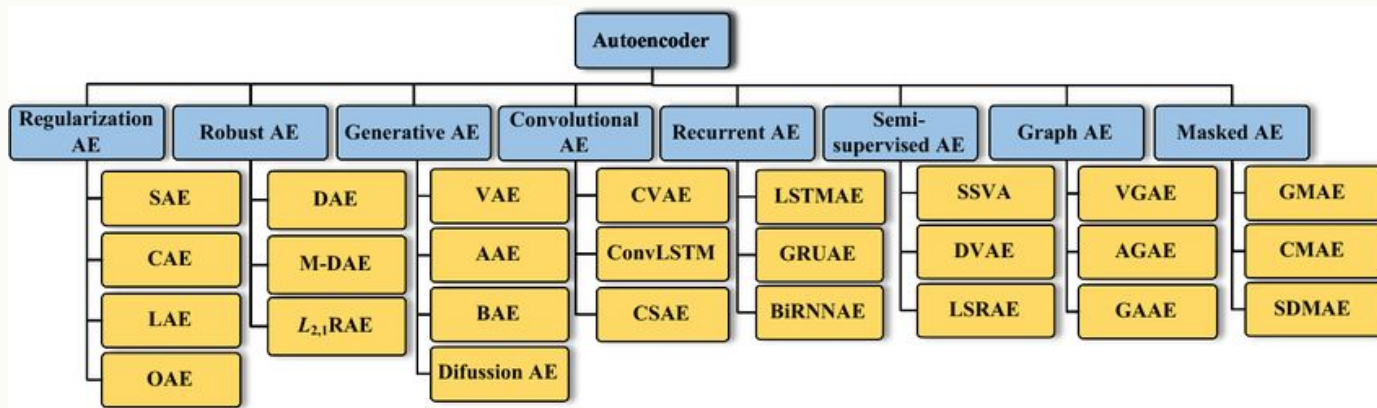 Autoencoder
Regularization
AE
Robust AE
Generative AE
Convolutional
AE
Recurrent AE
Semi-
supervised AE
Graph AE
Masked AE
SAE
CAE
LAE
OAE
DAE
M-DAE
L2,1RAE
VAE
AAE
BAE
Difussion AE
CVAE
ConvLSTM
CSAE
LSTMAE
GRUAE
BiRNNAE
SSVA
DVAE
LSRAE
VGAE
AGAE
GAAE
GMAE
CMAE
SDMAE